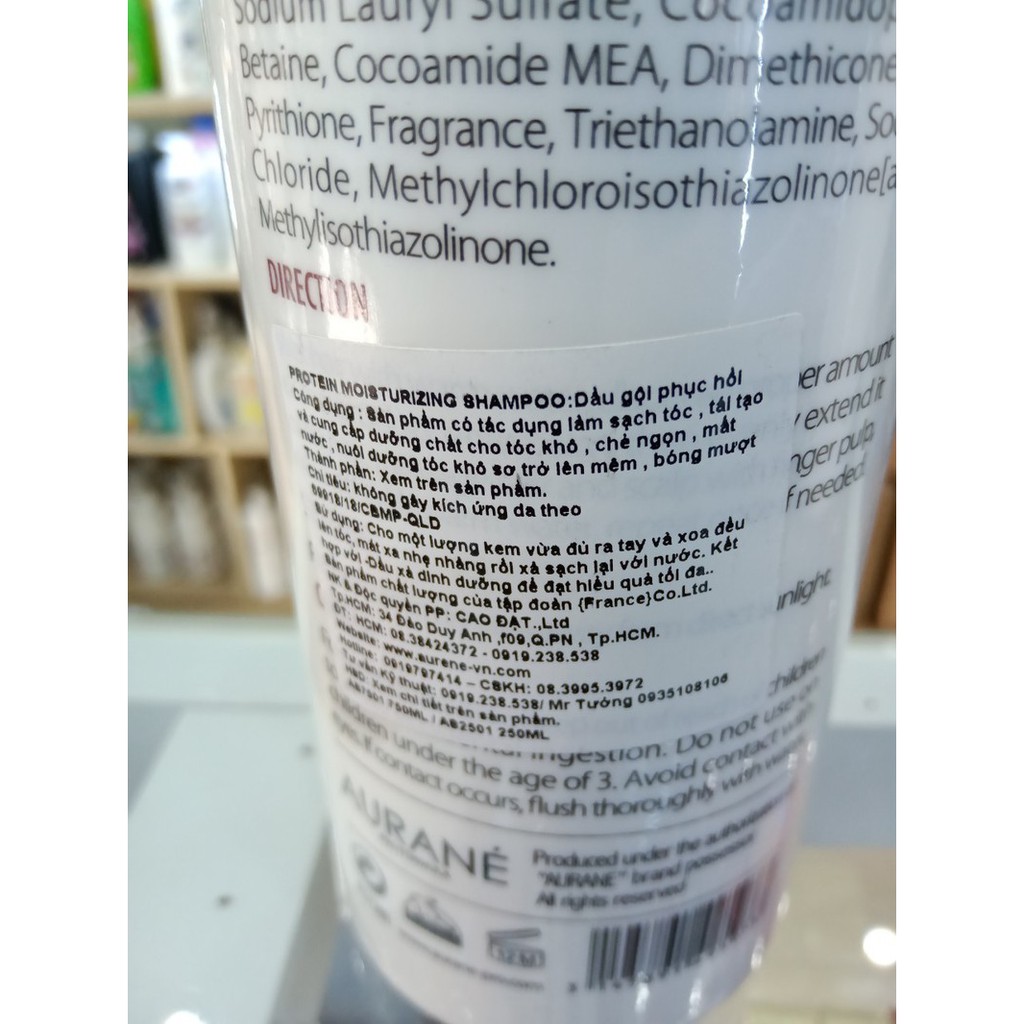 Sodium Lauryl Sulfate,
Betaine, Cocoamide MEA, Dimethicone
Pyrithione, Fragrance, Triethanolamine,
Chloride, Methylchloroisothiazolinone[a
Methylisothiazolinone.
DIRECTION
PROTEIN MOISTURIZING SHAMPOO:Dầu gội phục hồi
Công dụng : Sản phẩm có tác dụng làm sạch tóc , tái tạo
và cung cấp dưỡng chất cho tóc khô , chẻ ngọn , mất
nước , nuôi dưỡng tóc khô sơ trở lên mềm , bóng mượt
Thành phần: Xem trên sản phẩm.
Chỉ tiêu: không gây kích ứng da theo
69918/18/CBMP-QLD
Sử dụng: Cho một lượng kem vừa đủ ra tay và xoa đều
lên tóc, mát xa nhẹ nhàng rồi xả sạch lại với nước. Kết
hợp với -Dầu xả dinh dưỡng để đạt hiểu quả tối đa..
Sản phẩm chất lượng của tập đoàn {France}Co.Ltd.
NK & Độc quyền PP: CAO ĐẠT.,Ltd
Tp.HCM: 34 Đào Duy Anh ,f09,Q.PN , Tp.HCM.
ĐT: HCM: 08.38424372 - 0919.238.538
Website: www.aurene-vn.com
Hotline: 0919797414 – CSKH: 08.3995.3972
Tư vấn Kỹ thuật: 0919.238.538/ Mr Tưởng 0935108106
HSD: Xem chi tiết trên sản phẩm.
AB7501 750ML / AB2501 250ML
per amount
extend it
nger pulp,
f needed.
unlight.
children
ingestion. Do not use on
children under the age of 3. Avoid contact with
eyes. If contact occurs, flush thoroughly with
AURANÉ
Produced under the
"AURANE" brand
All rights reserved